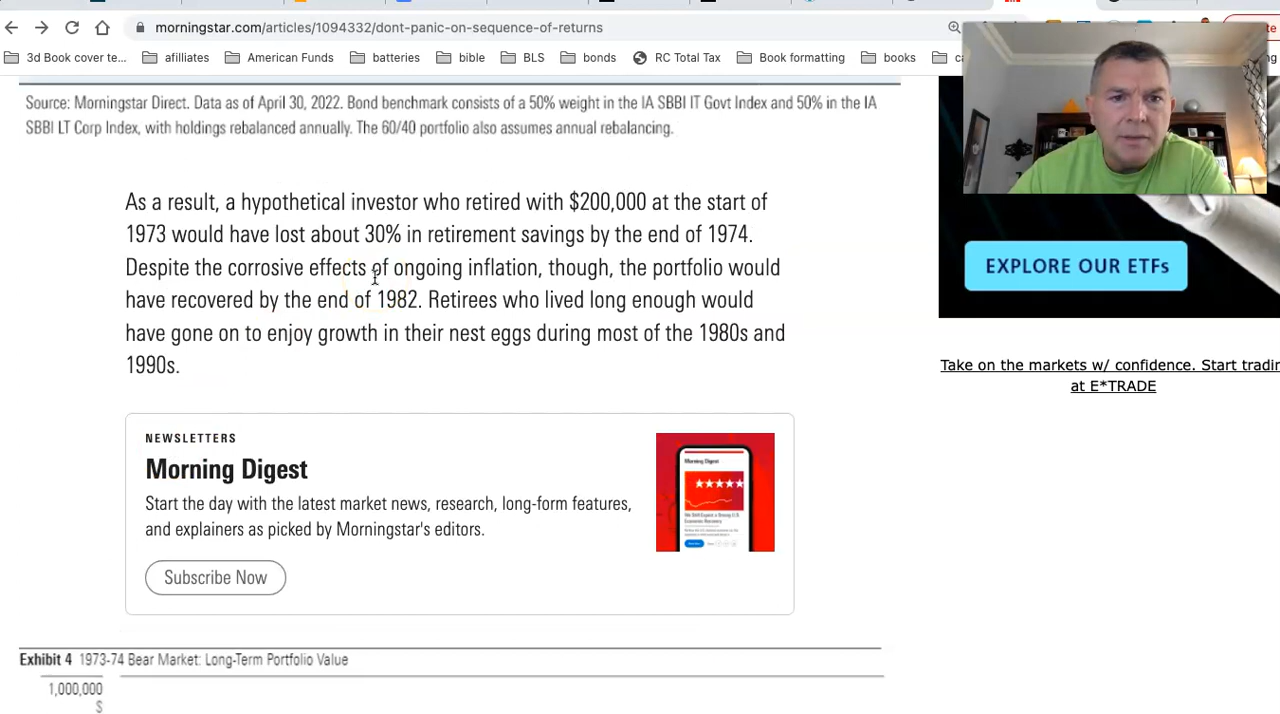 morningstar.com/articles/1094332/dont-panic-on-sequence-of-returns
3d Book cover te... afilliates American Funds batteries bible BLS bonds RC Total Tax Book formatting books
Source: Morningstar Direct. Data as of April 30, 2022. Bond benchmark consists of a 50% weight in the IA SBBI IT Govt Index and 50% in the IA
SBBI LT Corp Index, with holdings rebalanced annually. The 60/40 portfolio also assumes annual rebalancing.
As a result, a hypothetical investor who retired with $200,000 at the start of
1973 would have lost about 30% in retirement savings by the end of 1974.
Despite the corrosive effects of ongoing inflation, though, the portfolio would
have recovered by the end of 1982. Retirees who lived long enough would
have gone on to enjoy growth in their nest eggs during most of the 1980s and
1990s.
EXPLORE OUR ETFs
Take on the markets w/ confidence. Start tradin
at E*TRADE
NEWSLETTERS
Morning Digest
Start the day with the latest market news, research, long-form features,
and explainers as picked by Morningstar's editors.
Subscribe Now
Morning Digest
Exhibit 4 1973-74 Bear Market: Long-Term Portfolio Value
1,000,000
$